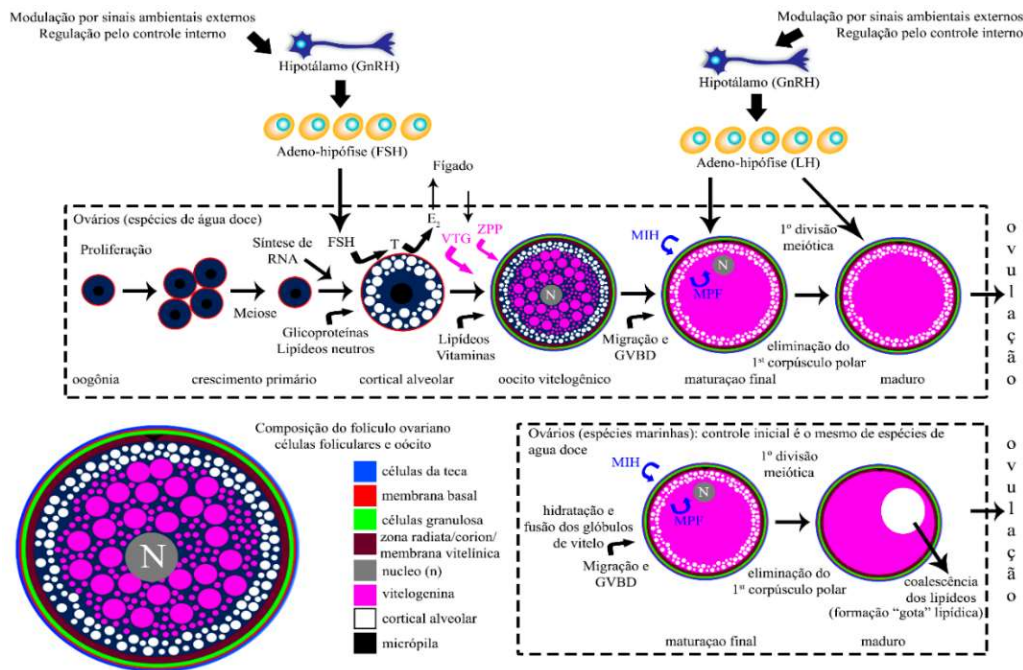 Modulação por sinais ambientais externos
Regulação pelo controle interno
Hipotálamo (GnRH)
Adeno-hipófise (FSH)
Modulação por sinais ambientais externos
Regulação pelo controle interno
Hipotálamo (GnRH)
Adeno-hipófise (LH)
Ovários (espécies de água doce)
Proliferação
Meiose
Síntese de
RNA
Glicoproteínas
Lipídeos neutros
FSH
T
E2
Fígado
VTG
ZPP
Lipídeos
Vitaminas
N
Migração e
GVBD
MIH
N
MPF
1º divisão
meiótica
eliminação do
1st corpúsculo polar
oogônia
crescimento primário
cortical alveolar
oocito vitelogênico
maturaçao final
maduro
ovulação
N
Composição do folículo ovariano
células foliculares e oócito
células da teca
membrana basal
células granulosa
zona radiata/corion/
membrana vitelínica
nucleo (n)
vitelogenina
cortical alveolar
micrópila
Ovários (espécies marinhas): controle inicial é o mesmo de espécies de
agua doce
MIH
N
MPF
hidratação e
fusão dos glóbulos
de vitelo
Migração e
GVBD
1º divisão
meiótica
eliminação do
1st corpúsculo polar
coalescência
dos lipídeos
(formação “gota” lipídica)
maturaçao final
maduro
ovulação